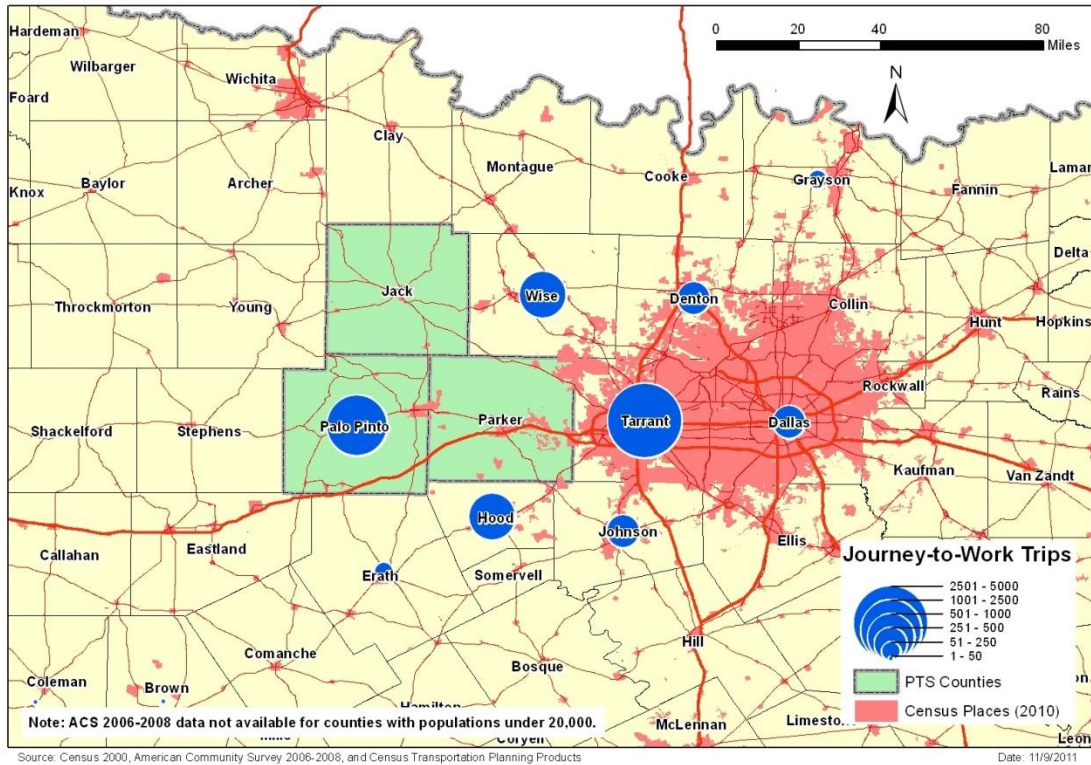 0 20 40 80
Miles
N
Hardeman
Wilbarger
Wichita
Foard
Clay
Montague
Cooke
Grayson
Fannin
Lamar
Knox
Baylor
Archer
Delta
Throckmorton
Young
Jack
Wise
Denton
Collin
Hunt
Hopkins
Rockwall
Rains
Shackelford
Stephens
Palo Pinto
Parker
Tarrant
Dallas
Kaufman
Van Zandt
Callahan
Eastland
Hood
Johnson
Ellis
Erath
Somervell
Hill
Comanche
Bosque
Coleman
Brown
Hamilton
McLennan
Limestone
Coryell
Mills
Leon
Journey-to-Work Trips
2501 - 5000
1001 - 2500
501 - 1000
251 - 500
51 - 250
1 - 50
PTS Counties
Census Places (2010)
Note: ACS 2006-2008 data not available for counties with populations under 20,000.
Source: Census 2000, American Community Survey 2006-2008, and Census Transportation Planning Products
Date: 11/9/2011